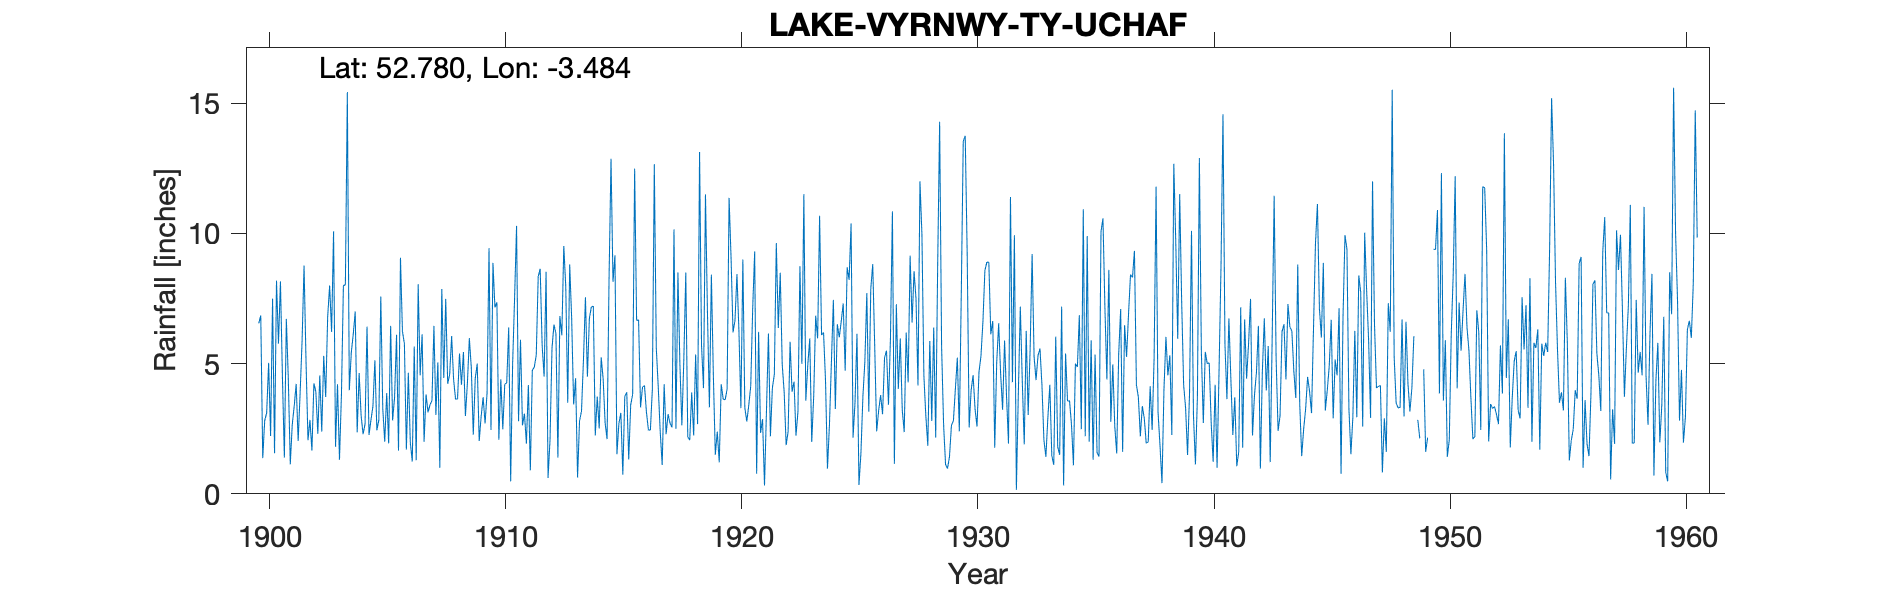 LAKE-VYRNWY-TY-UCHAF
Lat: 52.780, Lon: -3.484
Rainfall [inches]
15
10
5
0
1900 1910 1920 1930 1940 1950 1960
Year